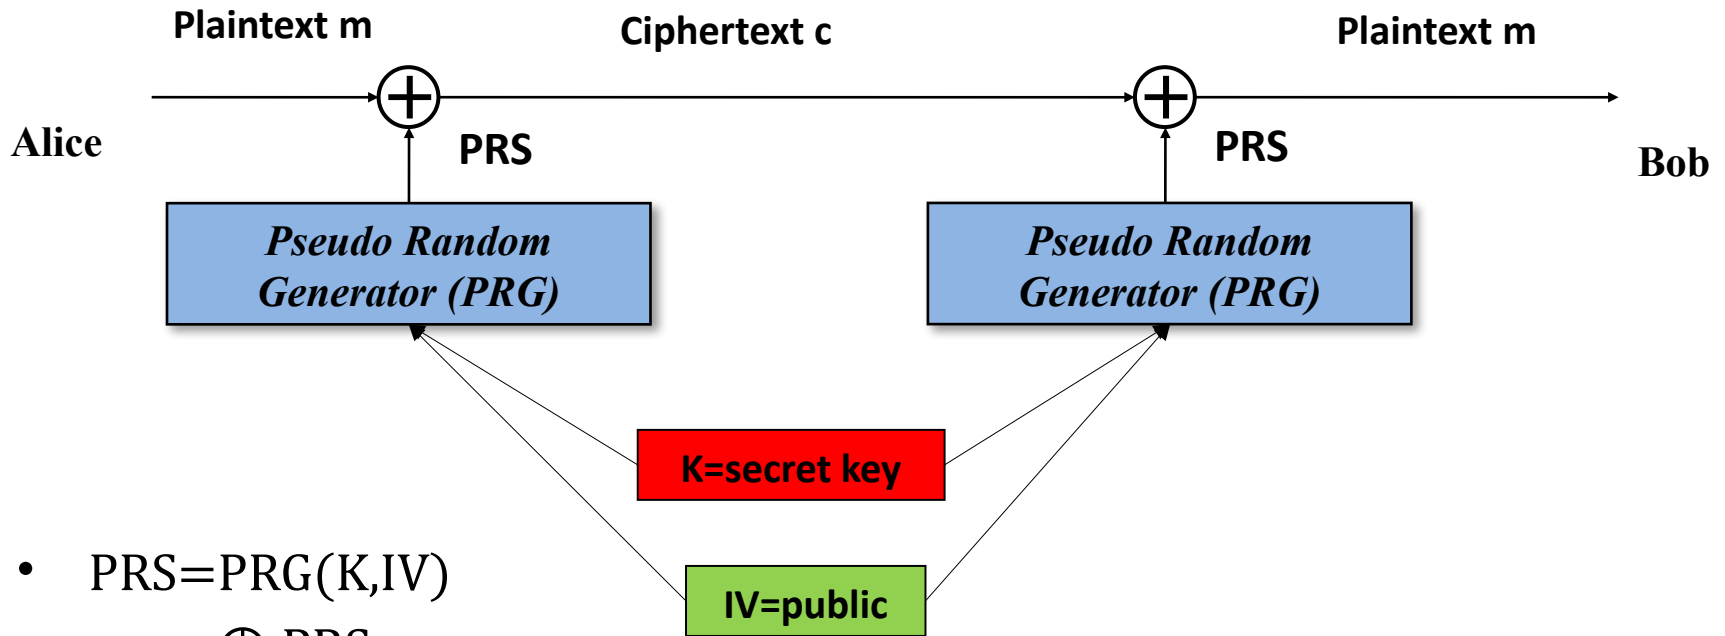 Plaintext m
Ciphertext c
Plaintext m
Alice
PRS
PRS
Bob
Pseudo Random
Generator (PRG)
Pseudo Random
Generator (PRG)
K=secret key
• PRS=PRG(K,IV)
IV=public
⊕ PRS